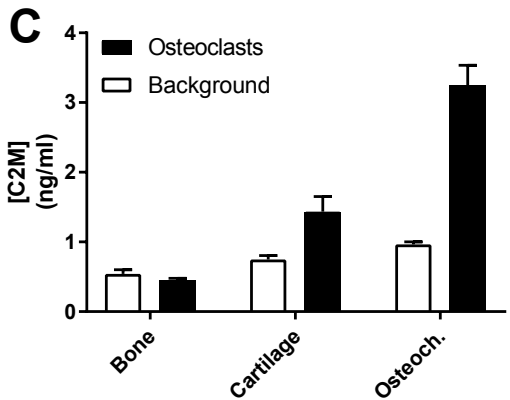 C
Osteoclasts
Background
[C2M]
(ng/ml)
4
3
2
1
0
Bone
Cartilage
Osteoch.